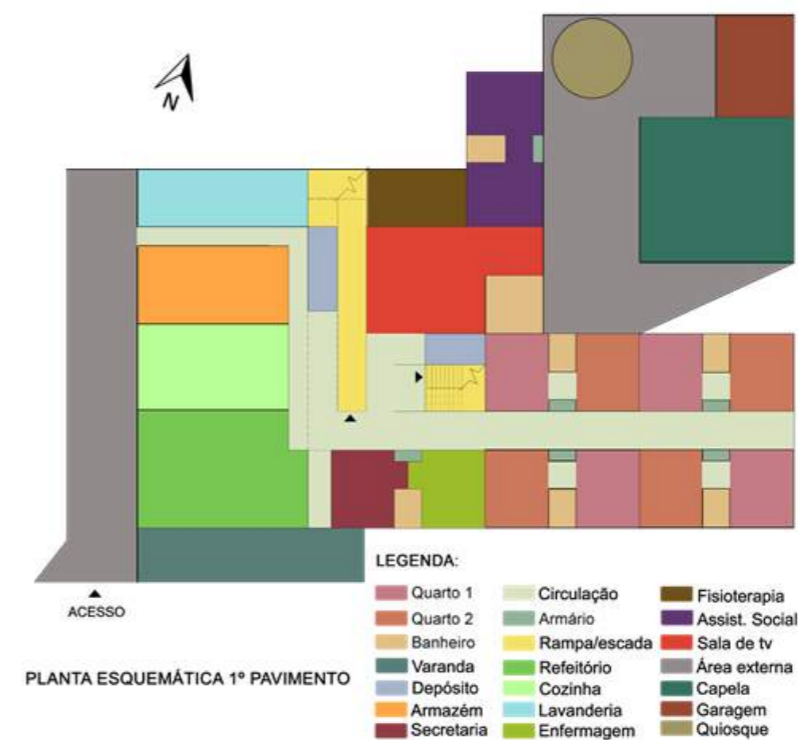 N
ACESSO
PLANTA ESQUEMÁTICA 1º PAVIMENTO
LEGENDA:
Quarto 1
Quarto 2
Banheiro
Varanda
Depósito
Armazém
Secretaria
Circulação
Armário
Rampa/escada
Refeitório
Cozinha
Lavanderia
Enfermagem
Fisioterapia
Assist. Social
Sala de tv
Área externa
Capela
Garagem
Quiosque